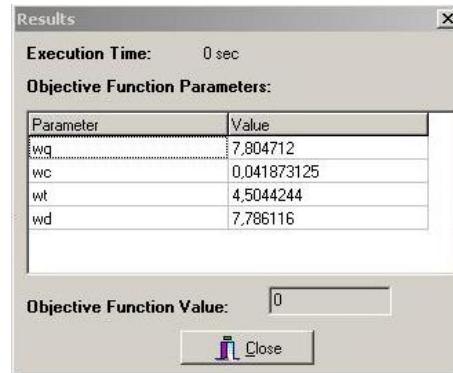 Results
Execution Time: 0 sec
Objective Function Parameters:
Parameter Value
wq 7,804712
wc 0,041873125
wt 4,5044244
wd 7,786116
Objective Function Value: 0
Close